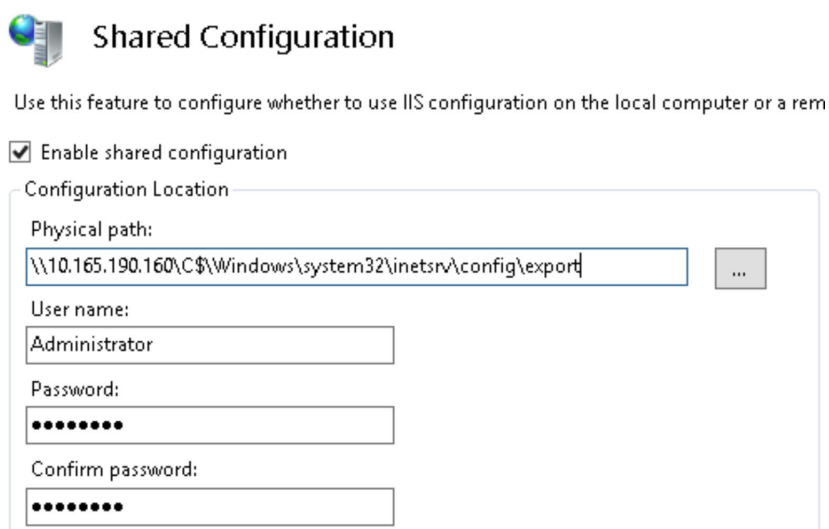 Shared Configuration
Use this feature to configure whether to use IIS configuration on the local computer or a rem
Enable shared configuration
Configuration Location
Physical path:
\\10.165.190.160\C$\Windows\system32\inetsrv\config\export
...
User name:
Administrator
Password:
••••••••
Confirm password:
••••••••